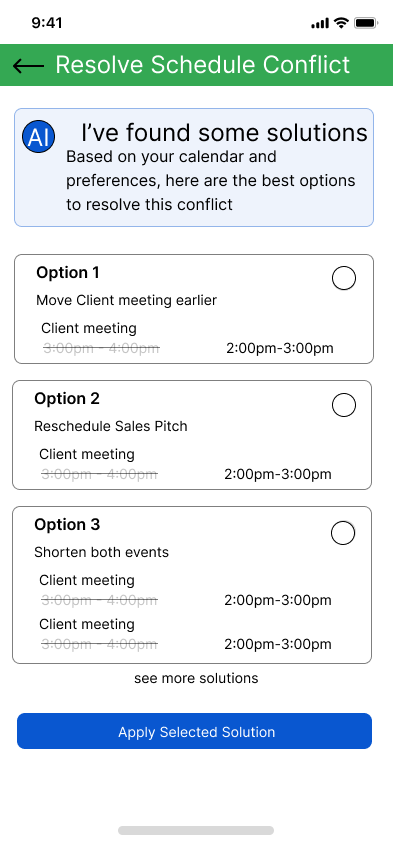 9:41
Resolve Schedule Conflict
AI
I’ve found some solutions
Based on your calendar and
preferences, here are the best options
to resolve this conflict
Option 1
Move Client meeting earlier
Client meeting
3:00pm - 4:00pm 2:00pm-3:00pm
Option 2
Reschedule Sales Pitch
Client meeting
3:00pm - 4:00pm 2:00pm-3:00pm
Option 3
Shorten both events
Client meeting
3:00pm - 4:00pm 2:00pm-3:00pm
Client meeting
3:00pm - 4:00pm 2:00pm-3:00pm
see more solutions
Apply Selected Solution